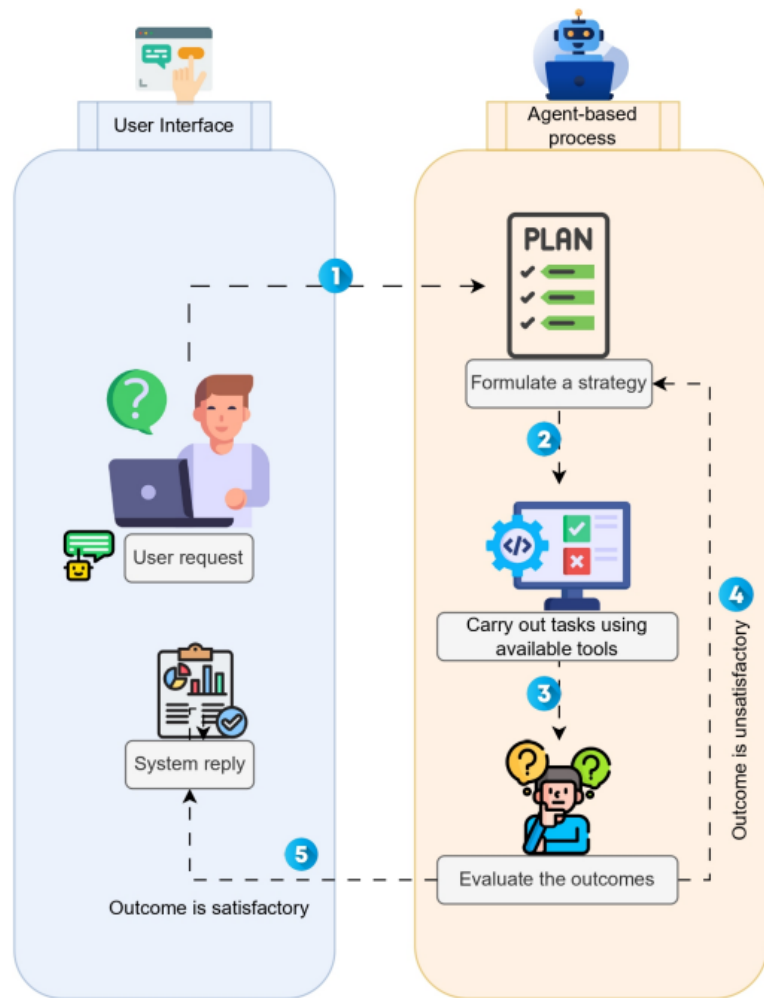 User Interface
Agent-based
process
1
PLAN
Formulate a strategy
2
?
User request
</>
Carry out tasks using
available tools
4
Outcome is unsatisfactory
3
System reply
? ?
5
Evaluate the outcomes
Outcome is satisfactory